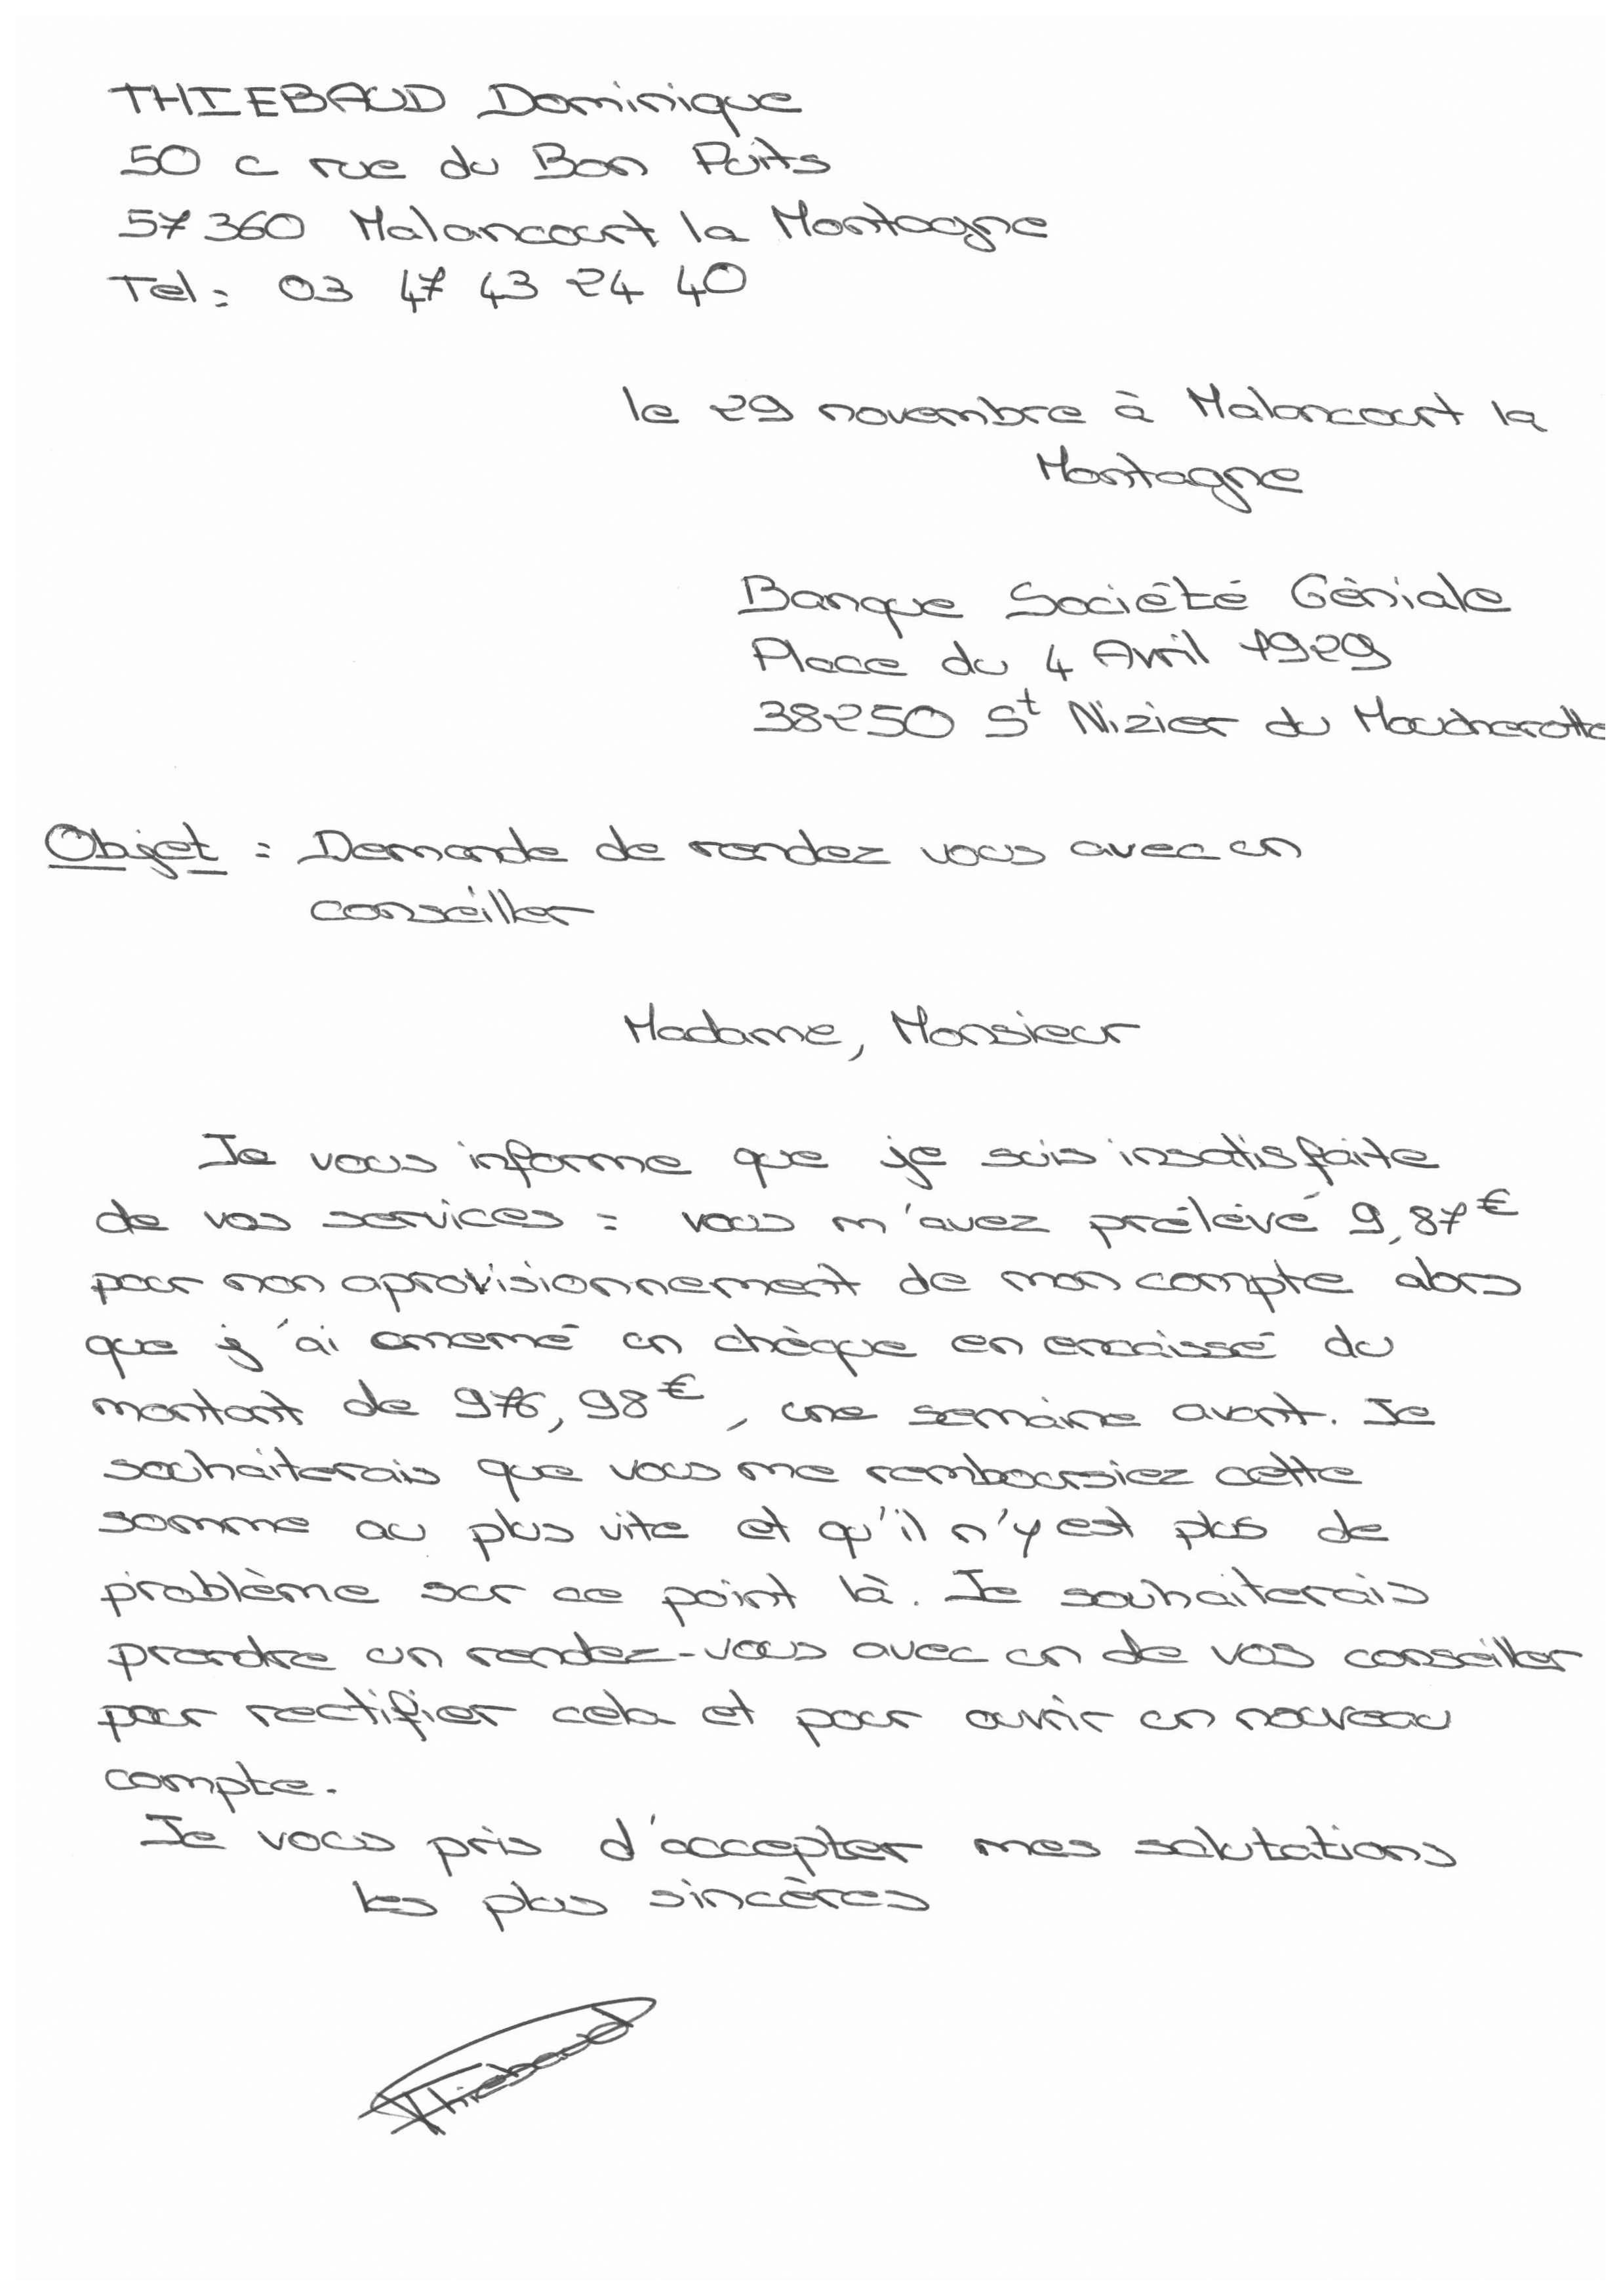 THIEBAUD Dominique
50 c rue du Bon Puits
57360 Malancourt la Montagne
Tel : 03 47 43 24 40
le 29 novembre à Malancourt la
Montagne
Banque Société Géniale
Place du 4 Avril 1929
38250 St Nizier du Moucherotte
Objet : Demande de rendez vous avec un
conseiller
Madame, Monsieur
Je vous informe que je suis insatisfaite
de vos services : vous m'avez prélévé 9,87€
pour non aprovisionnement de mon compte alors
que j'ai amemé un chèque en encaissé du
montant de 976,98€, une semaine avant. Je
souhaiterais que vous me remboursiez cette
somme au plus vite et qu'il n'y est plus de
problème sur ce point là. Je souhaiterais
prendre un rendez-vous avec un de vos conseiller
pour rectifier cela et pour ouvrir un nouveau
compte.
Je vous pris d'accepter mes salutations
les plus sincères
Thiebaud